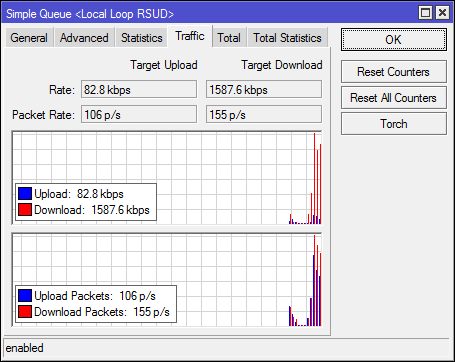 Simple Queue <Local Loop RSUD>
General Advanced Statistics Traffic Total Total Statistics
OK
Reset Counters
Reset All Counters
Torch
Target Upload Target Download
Rate: 82.8 kbps 1587.6 kbps
Packet Rate: 106 p/s 155 p/s
Upload: 82.8 kbps
Download: 1587.6 kbps
Upload Packets: 106 p/s
Download Packets: 155 p/s
enabled